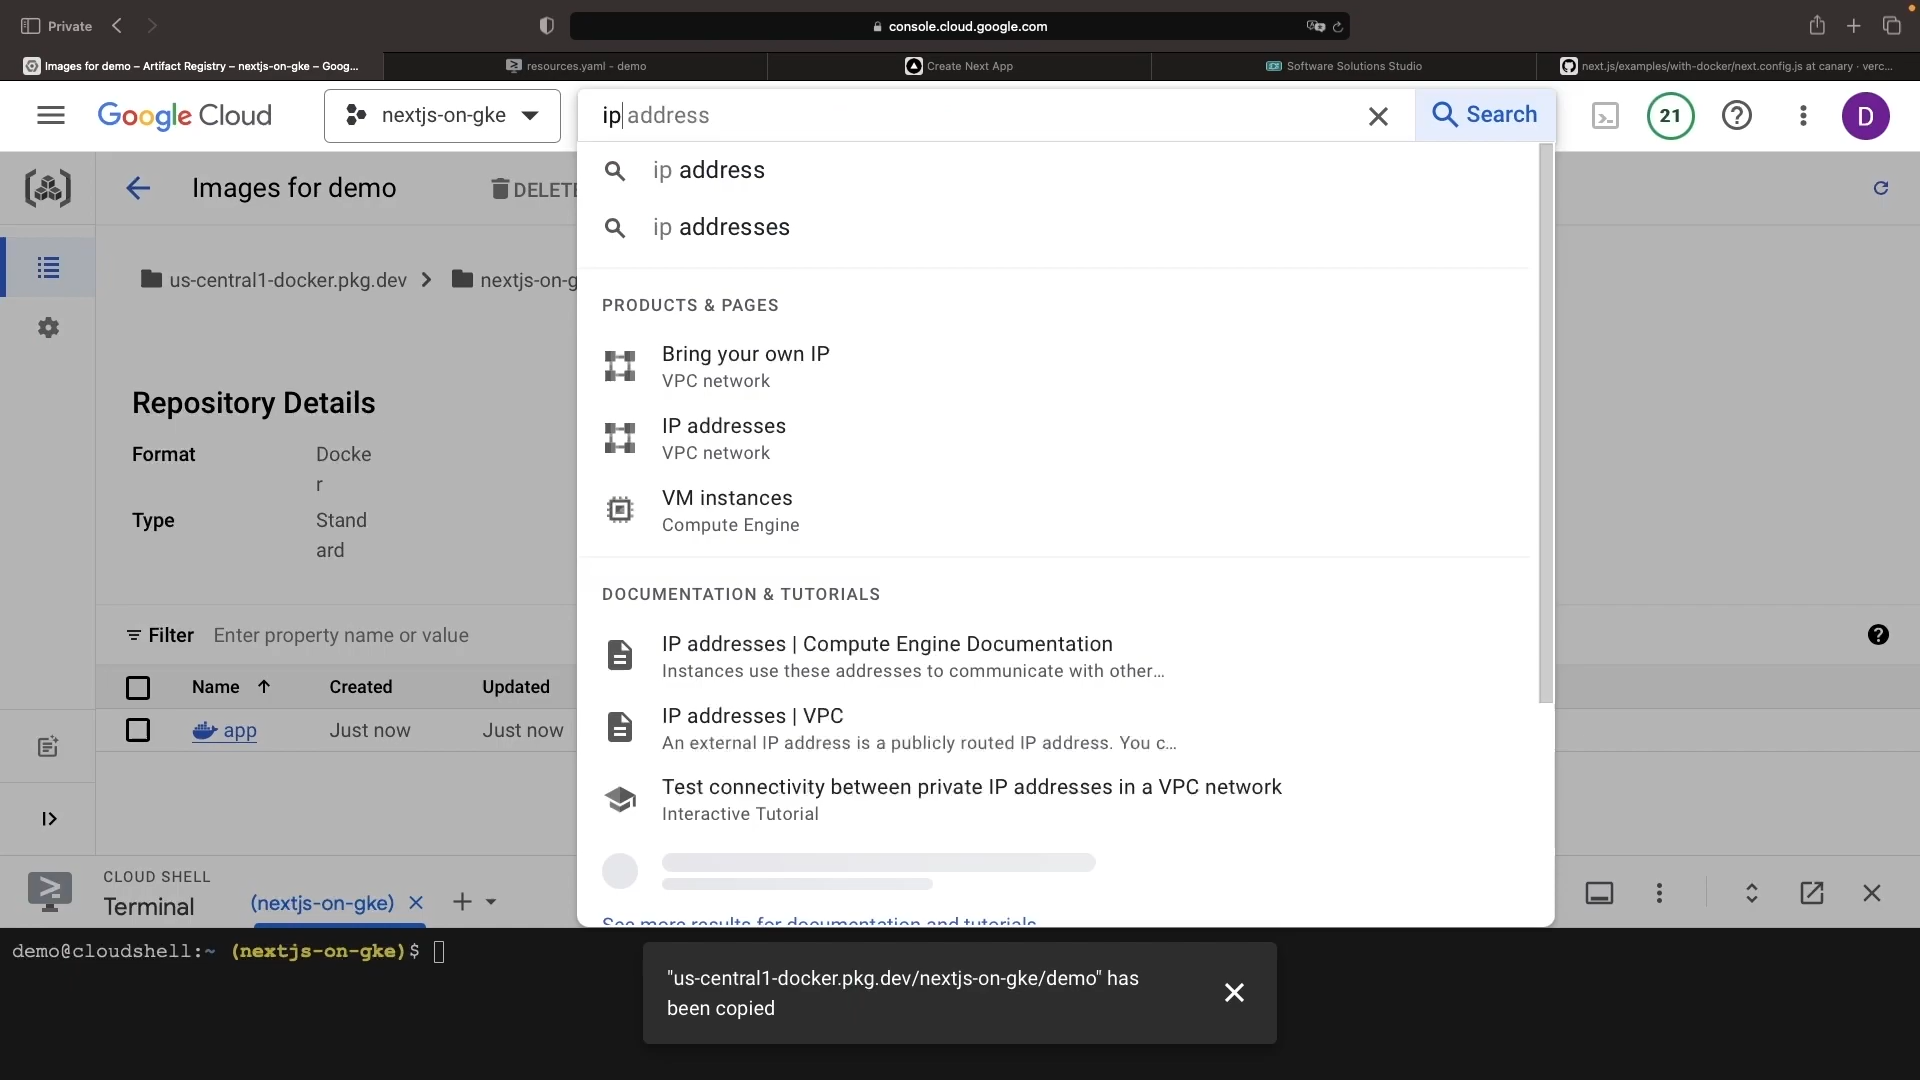 Private
console.cloud.google.com
Images for demo – Artifact Registry – nextjs-on-gke – Goog...
resources.yaml - demo
Create Next App
Software Solutions Studio
next.js/examples/with-docker/next.config.js at canary · verc...
Google Cloud
nextjs-on-gke
ip address
Search
21
D
Images for demo
DELETE
ip address
ip addresses
us-central1-docker.pkg.dev
nextjs-on-g
PRODUCTS & PAGES
Bring your own IP
VPC network
IP addresses
VPC network
VM instances
Compute Engine
Repository Details
Format
Docke
r
Type
Stand
ard
DOCUMENTATION & TUTORIALS
IP addresses | Compute Engine Documentation
Instances use these addresses to communicate with other...
IP addresses | VPC
An external IP address is a publicly routed IP address. You c...
Test connectivity between private IP addresses in a VPC network
Interactive Tutorial
See more results for documentation and tutorials
Filter
Enter property name or value
Name
Created
Updated
app
Just now
Just now
CLOUD SHELL
Terminal
(nextjs-on-gke)
demo@cloudshell:~ (nextjs-on-gke)$
"us-central1-docker.pkg.dev/nextjs-on-gke/demo" has
been copied